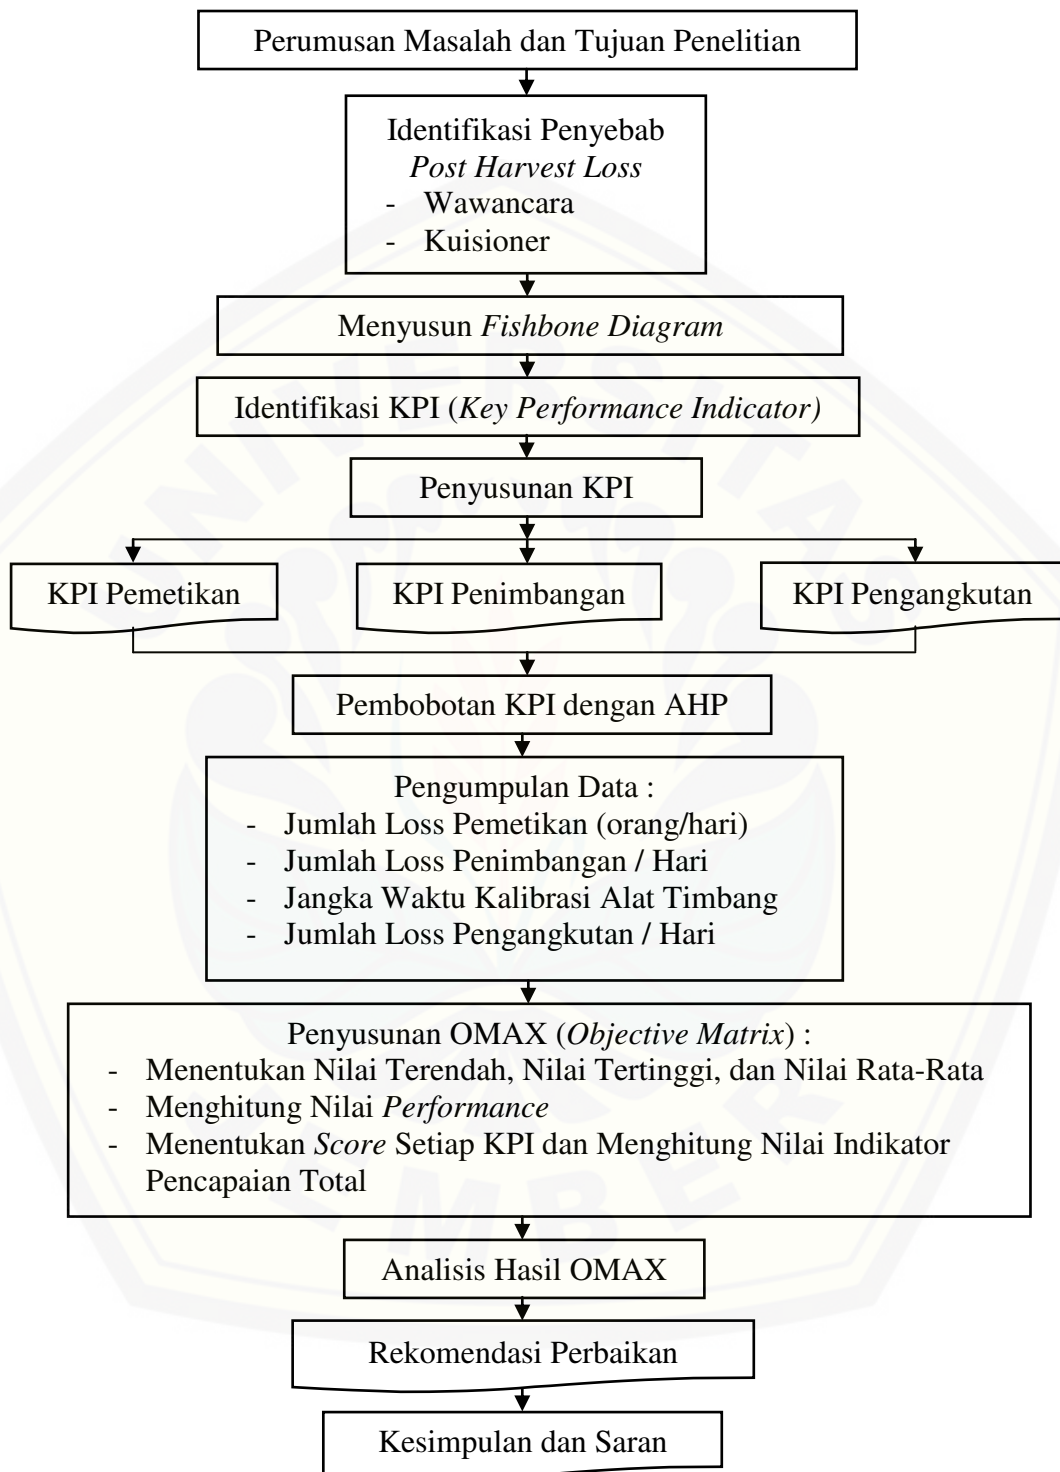 Perumusan Masalah dan Tujuan Penelitian
Identifikasi Penyebab
Post Harvest Loss
- Wawancara
- Kuisioner
Menyusun Fishbone Diagram
Identifikasi KPI (Key Performance Indicator)
Penyusunan KPI
KPI Pemetikan
KPI Penimbangan
KPI Pengangkutan
Pembobotan KPI dengan AHP
Pengumpulan Data :
- Jumlah Loss Pemetikan (orang/hari)
- Jumlah Loss Penimbangan / Hari
- Jangka Waktu Kalibrasi Alat Timbang
- Jumlah Loss Pengangkutan / Hari
Penyusunan OMAX (Objective Matrix) :
- Menentukan Nilai Terendah, Nilai Tertinggi, dan Nilai Rata-Rata
- Menghitung Nilai Performance
- Menentukan Score Setiap KPI dan Menghitung Nilai Indikator
Pencapaian Total
Analisis Hasil OMAX
Rekomendasi Perbaikan
Kesimpulan dan Saran
UNIVERSITAS
JEMBER